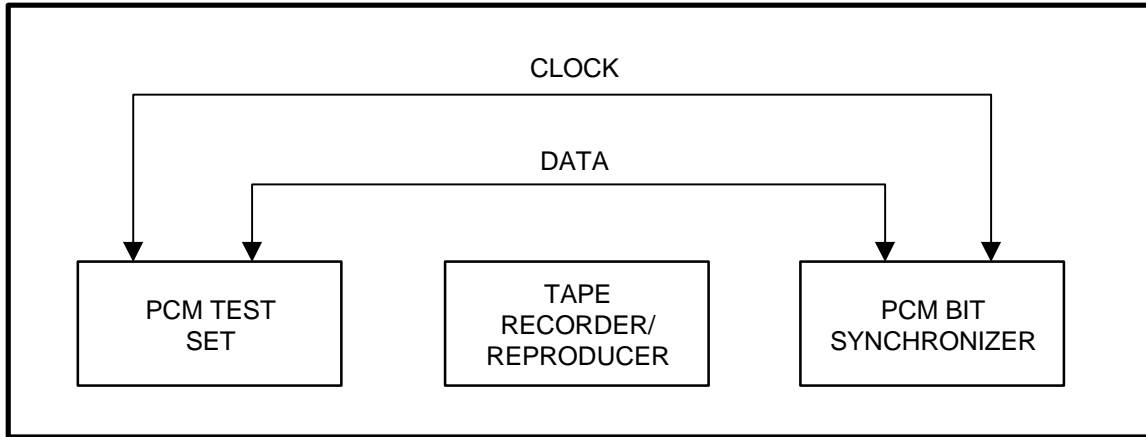 CLOCK
DATA
PCM TEST
SET
TAPE
RECORDER/
REPRODUCER
PCM BIT
SYNCHRONIZER